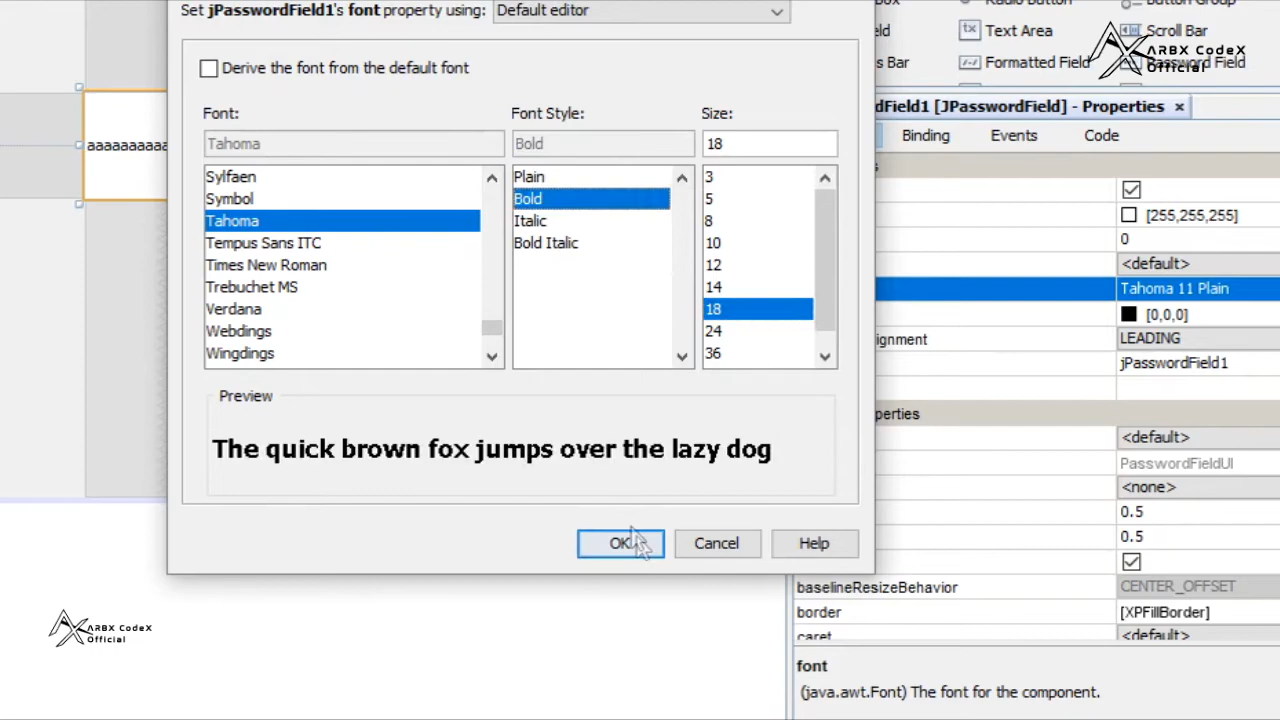 Set jPasswordField1's font property using: Default editor
Derive the font from the default font
Font: Font Style: Size:
Tahoma Bold 18
Sylfaen
Symbol
Tahoma
Tempus Sans ITC
Times New Roman
Trebuchet MS
Verdana
Webdings
Wingdings
Plain
Bold
Italic
Bold Italic
3
5
8
10
12
14
18
24
36
Preview
The quick brown fox jumps over the lazy dog
OK Cancel Help
aaaaaaaaa
Text Area Scroll Bar
Formatted Field Password Field
ARBX CodeX
Official
dField1 [JPasswordField] - Properties
Binding Events Code
[255,255,255]
0
<default>
Tahoma 11 Plain
[0,0,0]
ignment LEADING
jPasswordField1
perties
<default>
PasswordFieldUI
<none>
0.5
0.5
baselineResizeBehavior CENTER_OFFSET
border [XPFillBorder]
caret <default>
font
(java.awt.Font) The font for the component.
ARBX CodeX
Official